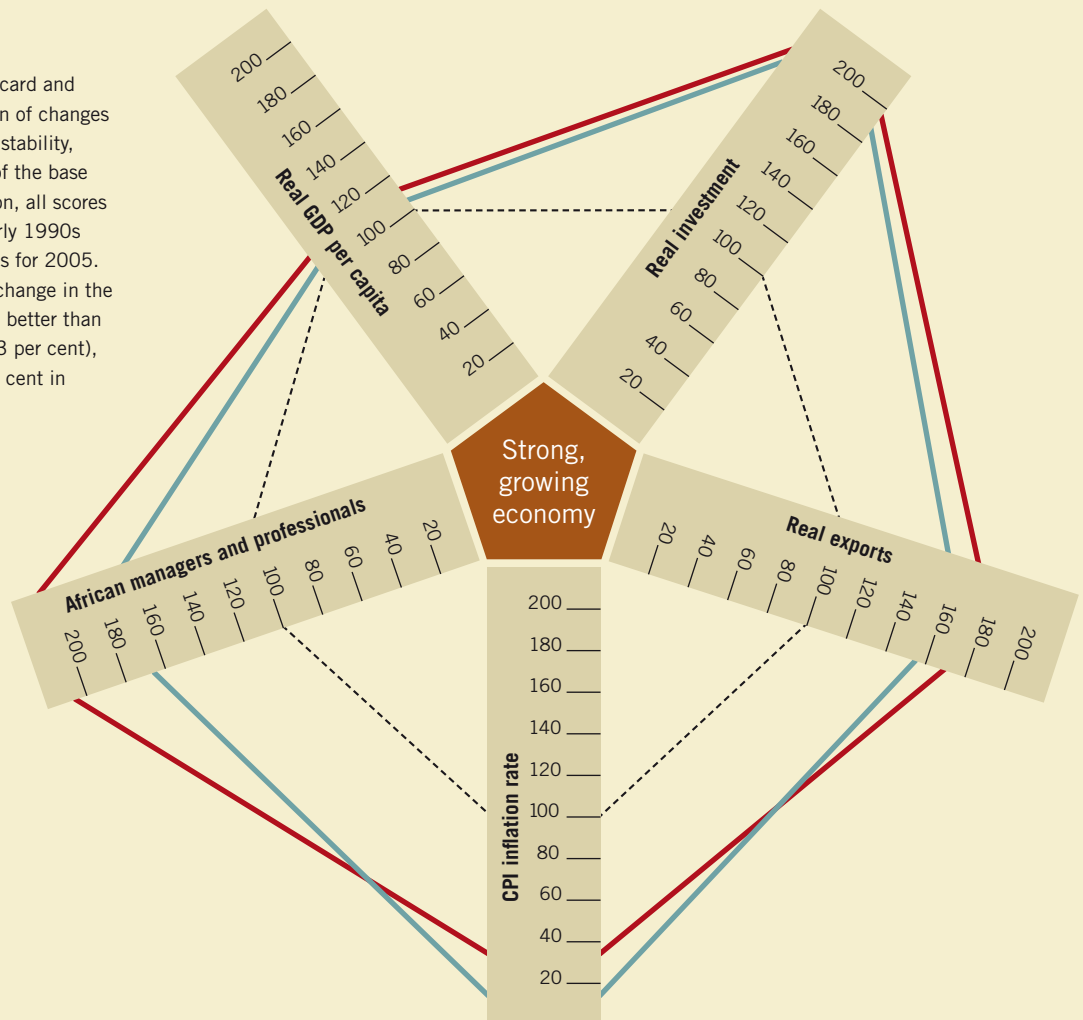 card and
n of changes
stability,
of the base
on, all scores
rly 1990s
s for 2005.
change in the
better than
3 per cent),
cent in
200
180
160
140
120
100
80
60
40
20
Real GDP per capita
200
180
160
140
120
100
80
60
40
20
Real investment
Strong,
growing
economy
African managers and professionals
200
180
160
140
120
100
80
60
40
20
Real exports
20
40
60
80
100
120
140
160
180
200
CPI inflation rate
200
180
160
140
120
100
80
60
40
20